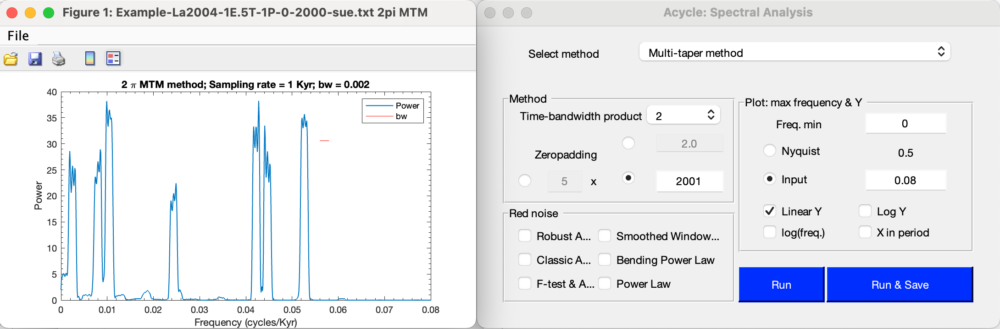 Figure 1: Example-La2004-1E.5T-1P-0-2000-sue.txt 2pi MTM
File
2 π MTM method; Sampling rate = 1 Kyr; bw = 0.002
Power
bw
40
35
30
25
20
15
10
5
0
Power
0 0.01 0.02 0.03 0.04 0.05 0.06 0.07 0.08
Frequency (cycles/Kyr)
Acycle: Spectral Analysis
Select method Multi-taper method
Method
Time-bandwidth product 2
2.0
Zeropadding
5 x 2001
Red noise
Robust A... Smoothed Window...
Classic A... Bending Power Law
F-test & A... Power Law
Plot: max frequency & Y
Freq. min 0
Nyquist 0.5
Input 0.08
Linear Y Log Y
log(freq.) X in period
Run Run & Save